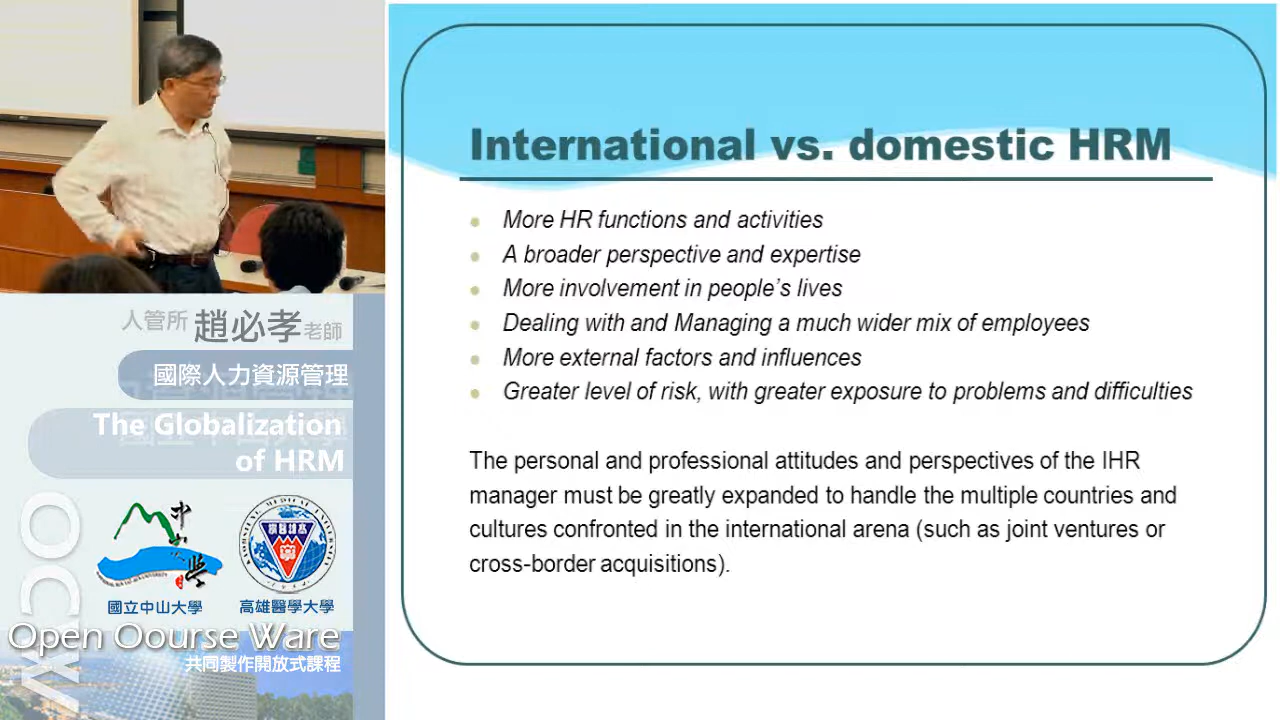 International vs. domestic HRM
More HR functions and activities
A broader perspective and expertise
More involvement in people's lives
Dealing with and Managing a much wider mix of employees
More external factors and influences
Greater level of risk, with greater exposure to problems and difficulties
The personal and professional attitudes and perspectives of the IHR
manager must be greatly expanded to handle the multiple countries and
cultures confronted in the international arena (such as joint ventures or
cross-border acquisitions).
人管所 趙必孝老師
國際人力資源管理
The Globalization
of HRM
中山大學
國立中山大學
高雄醫學大學
OCW
Open Oourse Ware
共同製作開放式課程